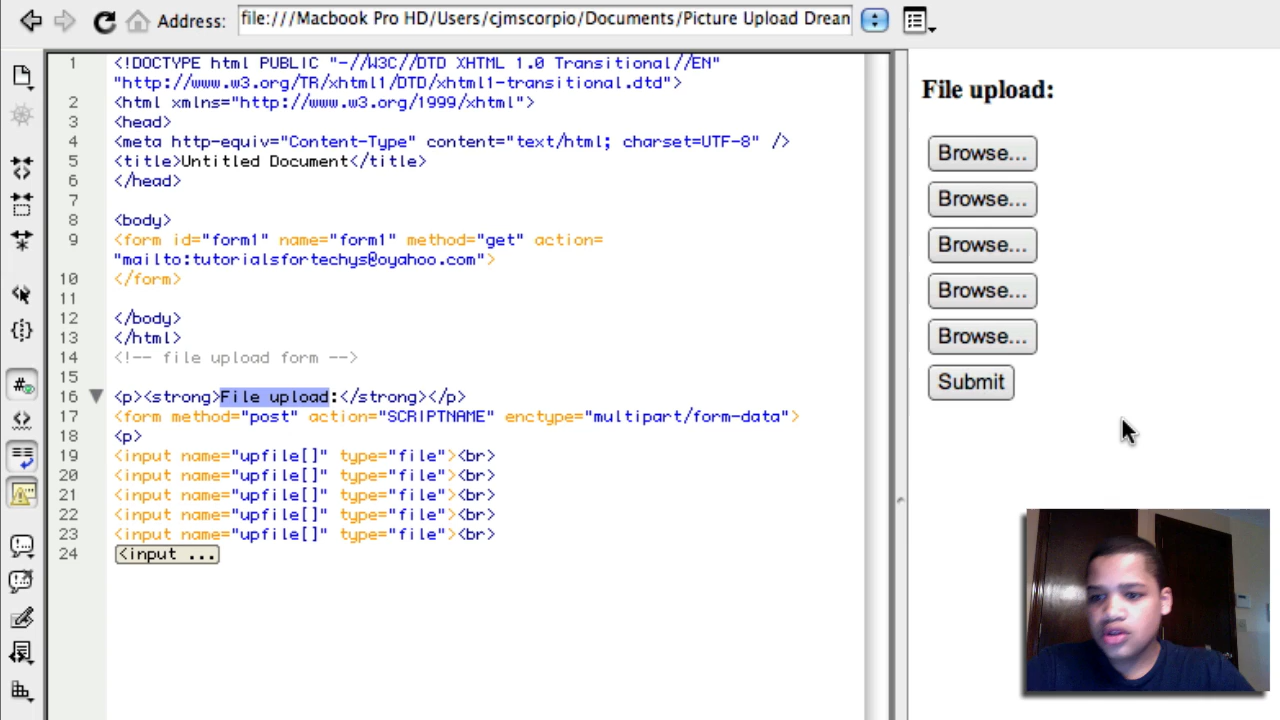 Address: file:///Macbook Pro HD/Users/cjmscorpio/Documents/Picture Upload Drean
1 <!DOCTYPE html PUBLIC "-//W3C//DTD XHTML 1.0 Transitional//EN"
"http://www.w3.org/TR/xhtml1/DTD/xhtml1-transitional.dtd">
2 <html xmlns="http://www.w3.org/1999/xhtml">
3 <head>
4 <meta http-equiv="Content-Type" content="text/html; charset=UTF-8" />
5 <title>Untitled Document</title>
6 </head>
7
8 <body>
9 <form id="form1" name="form1" method="get" action=
"mailto:tutorialsfortechys@oyahoo.com">
10 </form>
11
12 </body>
13 </html>
14 <!-- file upload form -->
15
16 <p><strong>File upload:</strong></p>
17 <form method="post" action="SCRIPTNAME" enctype="multipart/form-data">
18 <p>
19 <input name="upfile[]" type="file"><br>
20 <input name="upfile[]" type="file"><br>
21 <input name="upfile[]" type="file"><br>
22 <input name="upfile[]" type="file"><br>
23 <input name="upfile[]" type="file"><br>
24 <input ...
File upload:
Browse...
Browse...
Browse...
Browse...
Browse...
Submit